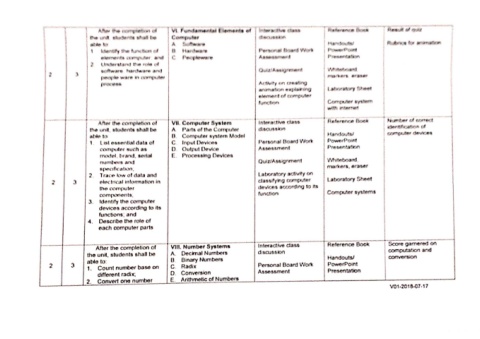 After the completion of
the unit, students shall be
able to
1 Identify the function of
elements computer and
2 Understand the role of
software, hardware and
people ware in computer
process
2
3
VI. Fundamental Elements of
Computer
A Software
B Hardware
C Peopleware
Interactive class
discussion
Personal Board Work
Assessment
Quiz/Assignment
Activity on creating
animation explaining
element of computer
function
Reference Book
Handouts/
PowerPoint
Presentation
Whiteboard
markers, eraser
Laboratory Sheet
Computer system
with internet
Result of quiz
Rubrics for animation
After the completion of
the unit, students shall be
able to
1. List essential data of
computer such as
model, brand, serial
numbers and
specification;
2. Trace low of data and
electrical information in
the computer
components;
3. Identify the computer
devices according to its
functions; and
4. Describe the role of
each computer parts
2
3
VII. Computer System
A. Parts of the Computer
B. Computer system Model
C. Input Devices
D. Output Device
E. Processing Devices
Interactive class
discussion
Personal Board Work
Assessment
Quiz/Assignment
Laboratory activity on
classifying computer
devices according to its
function
Reference Book
Handouts/
PowerPoint
Presentation
Whiteboard
markers, eraser
Laboratory Sheet
Computer systems
Number of correct
identification of
computer devices
After the completion of
the unit, students shall be
able to:
1. Count number base on
different radix;
2. Convert one number
2
3
VIII. Number Systems
A. Decimal Numbers
B. Binary Numbers
C. Radix
D. Conversion
E. Arithmetic of Numbers
Interactive class
discussion
Personal Board Work
Assessment
Reference Book
Handouts/
PowerPoint
Presentation
Score garnered on
computation and
conversion
V01-2018-07-17